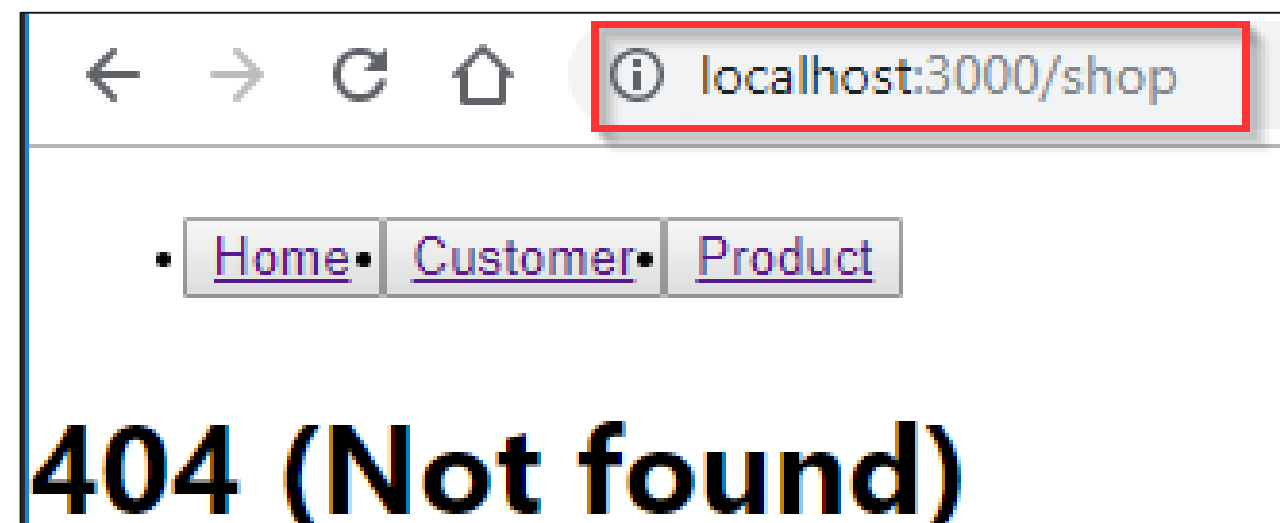 localhost:3000/shop
• Home • Customer • Product
404 (Not found)